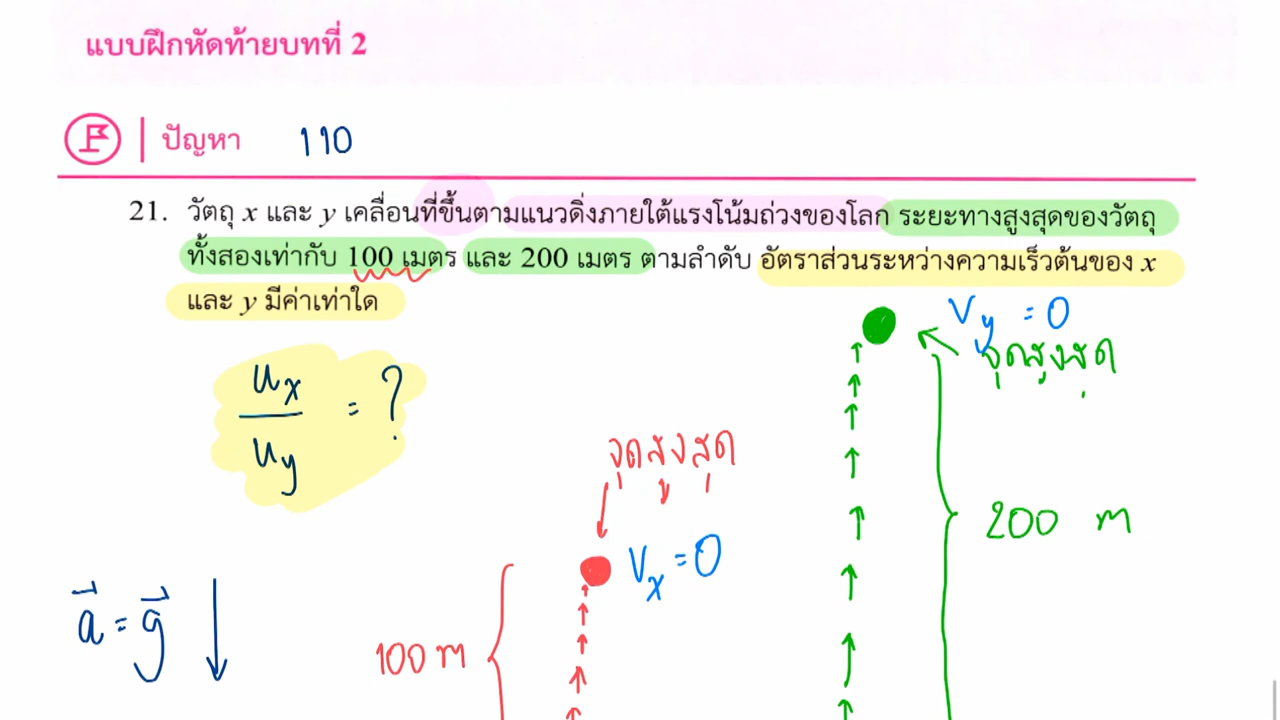 แบบฝึกหัดท้ายบทที่ 2
F ปัญหา 110
21. วัตถุ x และ y เคลื่อนที่ขึ้นตามแนวดิ่งภายใต้แรงโน้มถ่วงของโลก ระยะทางสูงสุดของวัตถุ
ทั้งสองเท่ากับ 100 เมตร และ 200 เมตร ตามลำดับ อัตราส่วนระหว่างความเร็วต้นของ x
และ y มีค่าเท่าใด
v_y = 0
จุดสูงสุด
u_x / u_y = ?
จุดสูงสุด
200 m
v_x = 0
a⃗ = g⃗
100 m